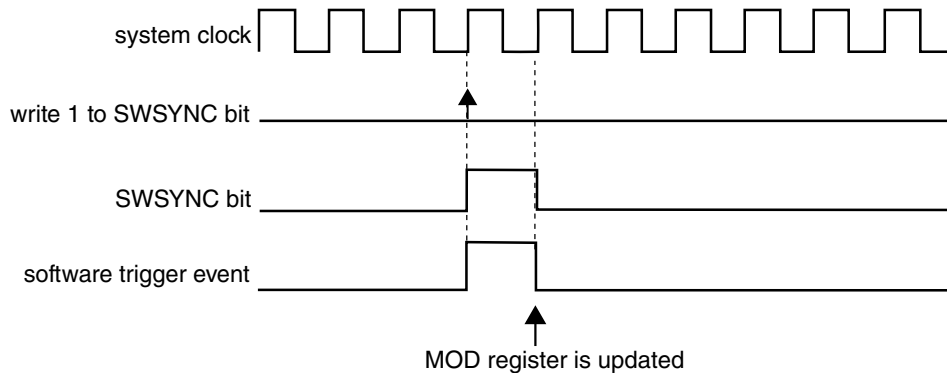 system clock
write 1 to SWSYNC bit
SWSYNC bit
software trigger event
MOD register is updated